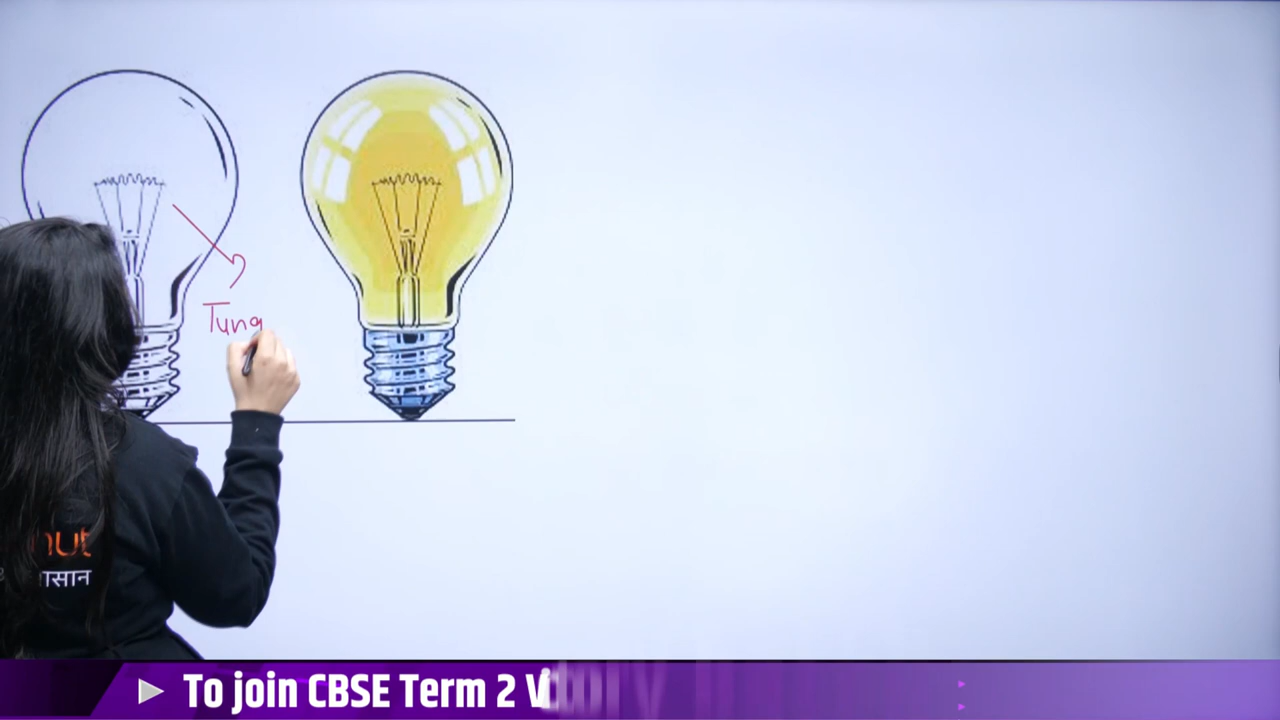 Tung
nut
आसान
To join CBSE Term 2 V